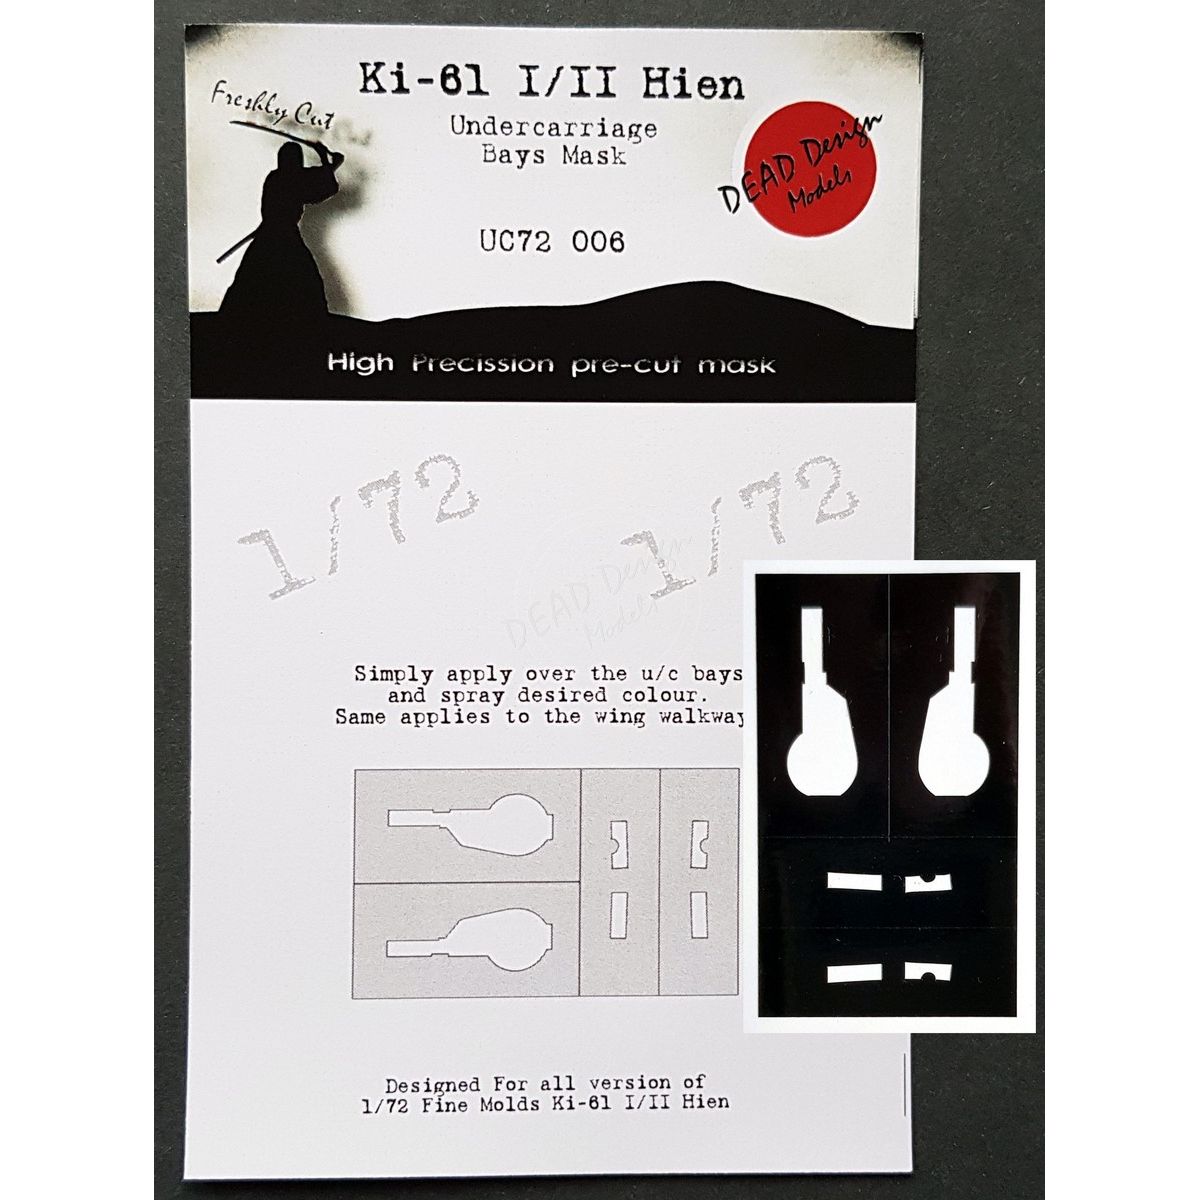 Ki-61 I/II Hien
Freshly Cut
Undercarriage
Bays Mask
DEAD Design
Models
UC72 006
High Precission pre-cut mask
1/72
1/72
DEAD Design
Models
Simply apply over the u/c bays
and spray desired colour.
Same applies to the wing walkway
Designed For all version of
1/72 Fine Molds Ki-61 I/II Hien